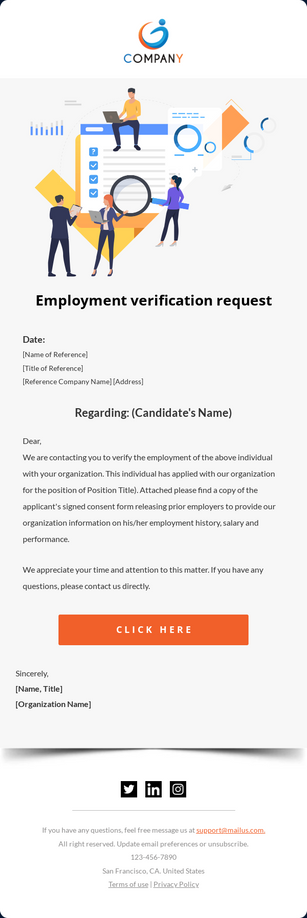 COMPANY
?
Employment verification request
Date:
[Name of Reference]
[Title of Reference]
[Reference Company Name] [Address]
Regarding: (Candidate's Name)
Dear,
We are contacting you to verify the employment of the above individual
with your organization. This individual has applied with our organization
for the position of Position Title). Attached please find a copy of the
applicant's signed consent form releasing prior employers to provide our
organization information on his/her employment history, salary and
performance.
We appreciate your time and attention to this matter. If you have any
questions, please contact us directly.
CLICK HERE
Sincerely,
[Name, Title]
[Organization Name]
If you have any questions, feel free message us at support@mailus.com.
All right reserved. Update email preferences or unsubscribe.
123-456-7890
San Francisco, CA. United States
Terms of use | Privacy Policy